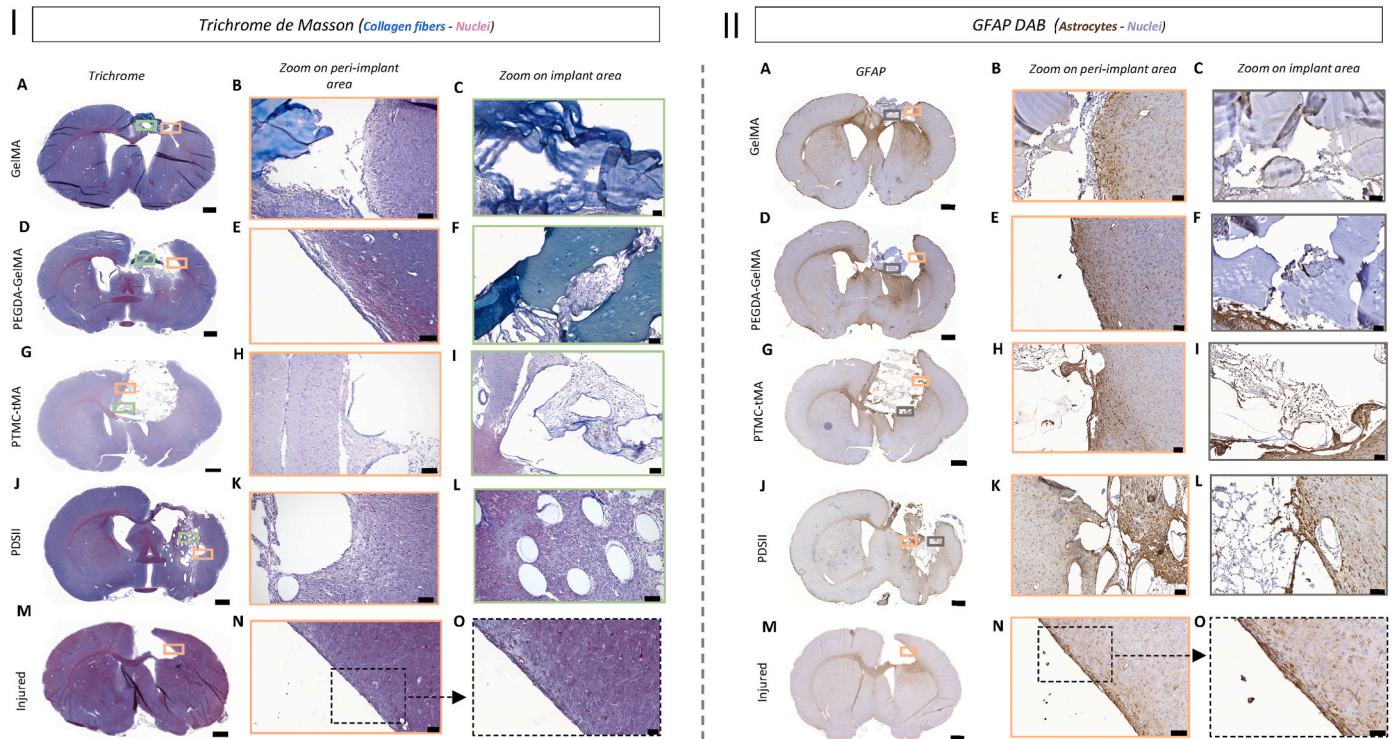 I
Trichrome de Masson (Collagen fibers - Nuclei)
Trichrome
Zoom on peri-implant
area
Zoom on implant area
A
B
C
GelMA
D
E
F
PEGDA-GelMA
G
H
I
PTMC-tMA
J
K
L
PDSII
M
N
O
Injured
II
GFAP DAB (Astrocytes - Nuclei)
GFAP
Zoom on peri-implant area
Zoom on implant area
A
B
C
GelMA
D
E
F
PEGDA-GelMA
G
H
I
PTMC-tMA
J
K
L
PDSII
M
N
O
Injured